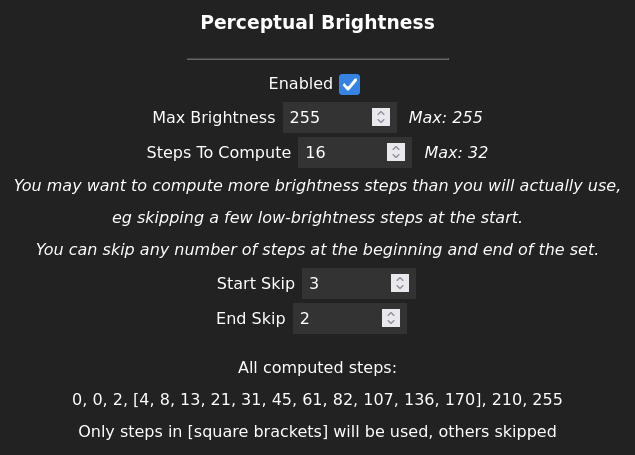 Perceptual Brightness
Enabled
Max Brightness 255 Max: 255
Steps To Compute 16 Max: 32
You may want to compute more brightness steps than you will actually use,
eg skipping a few low-brightness steps at the start.
You can skip any number of steps at the beginning and end of the set.
Start Skip 3
End Skip 2
All computed steps:
0, 0, 2, [4, 8, 13, 21, 31, 45, 61, 82, 107, 136, 170], 210, 255
Only steps in [square brackets] will be used, others skipped